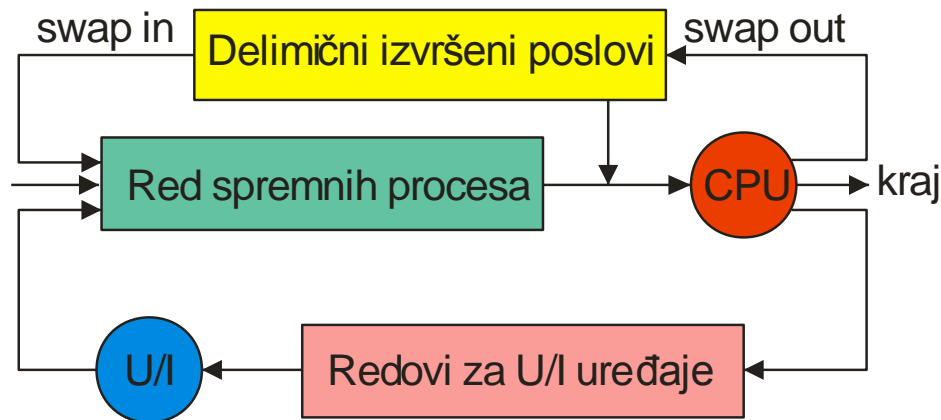 swap in
Delimični izvršeni poslovi
swap out
Red spremnih procesa
CPU
kraj
U/I
Redovi za U/I uređaje